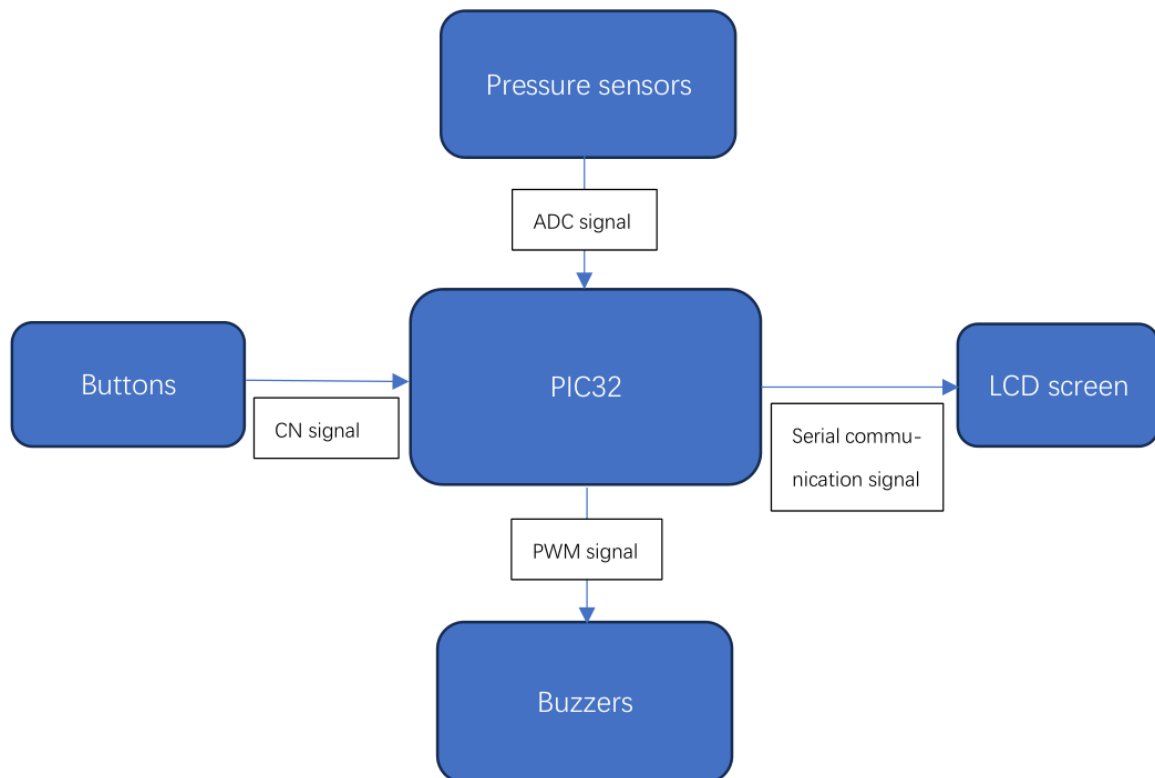 Pressure sensors
ADC signal
Buttons
CN signal
PIC32
Serial commu-
nication signal
LCD screen
PWM signal
Buzzers